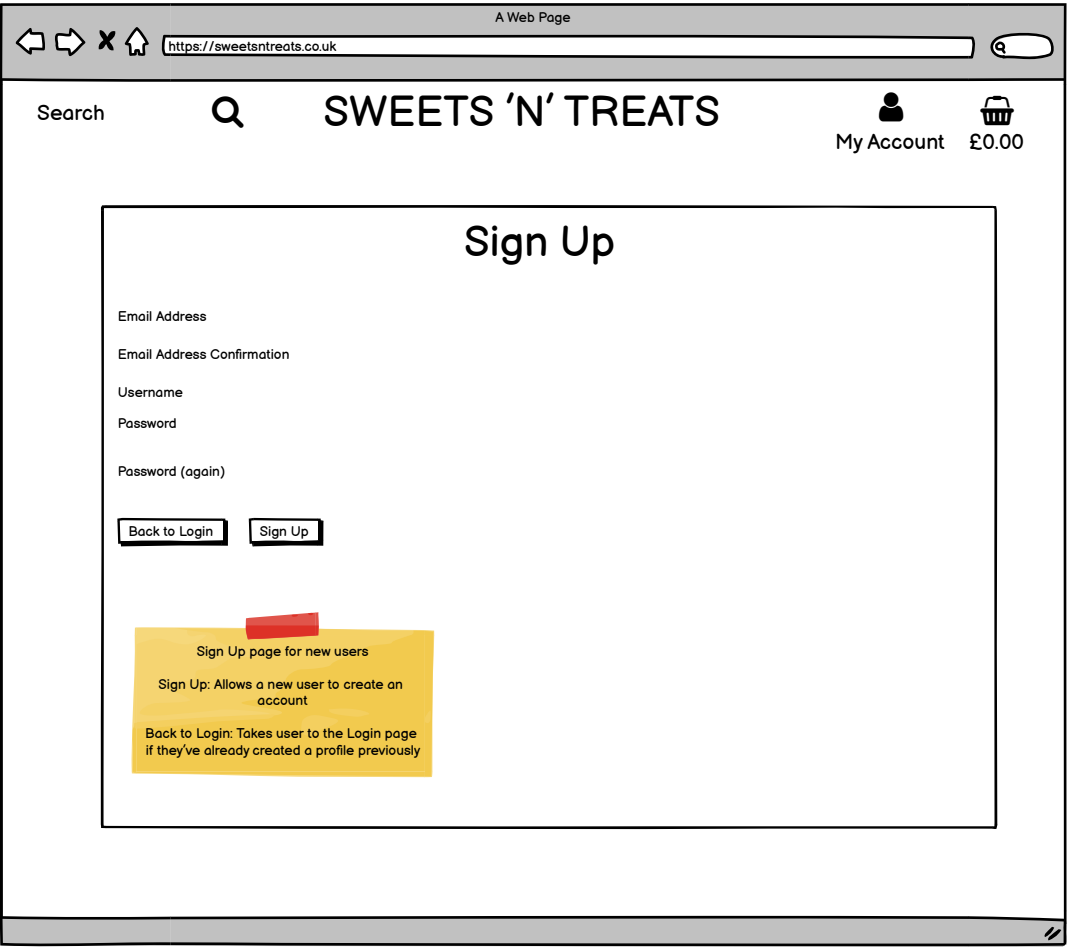 A Web Page
https://sweetsntreats.co.uk
Search
SWEETS 'N' TREATS
My Account
£0.00
Sign Up
Email Address
Email Address Confirmation
Username
Password
Password (again)
Back to Login
Sign Up
Sign Up page for new users
Sign Up: Allows a new user to create an
account
Back to Login: Takes user to the Login page
if they've already created a profile previously